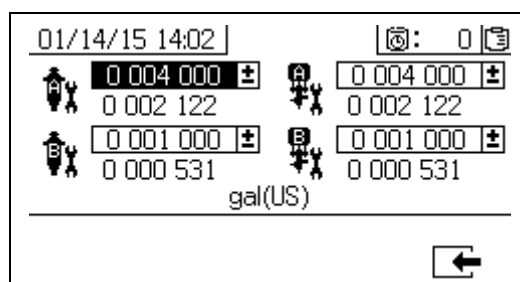 01/14/15 14:02 : 0
A 0 004 000 ± A 0 004 000 ±
0 002 122 0 002 122
B 0 001 000 ± B 0 001 000 ±
0 000 531 0 000 531
gal(US)